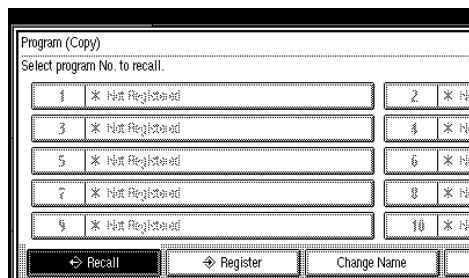 Program (Copy)
Select program No. to recall.
1 * Not Registered 2 *
3 * Not Registered 4 *
5 * Not Registered 6 *
7 * Not Registered 8 *
9 * Not Registered 10 *
Recall Register Change Name